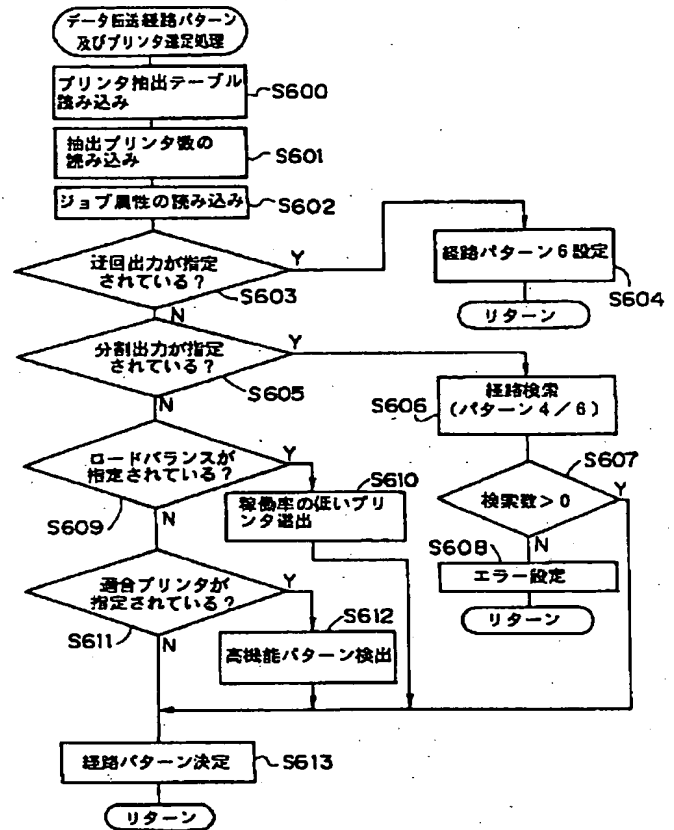 データ転送経路パターン
及びプリンタ選定処理
プリンタ抽出テーブル
読み込み
S600
抽出プリンタ数の
読み込み
S601
ジョブ属性の読み込み
S602
迂回出力が指定
されている？
Y
S603
N
経路パターン6設定
S604
リターン
分割出力が指定
されている？
Y
S605
N
経路検索
(パターン4／6)
S606
S607
検索数＞0
Y
N
S608
エラー設定
リターン
ロードバランスが
指定されている？
Y
S609
N
S610
稼働率の低いプリ
ンタ選出
適合プリンタが
指定されている？
Y
S611
N
S612
高機能パターン検出
経路パターン決定
S613
リターン